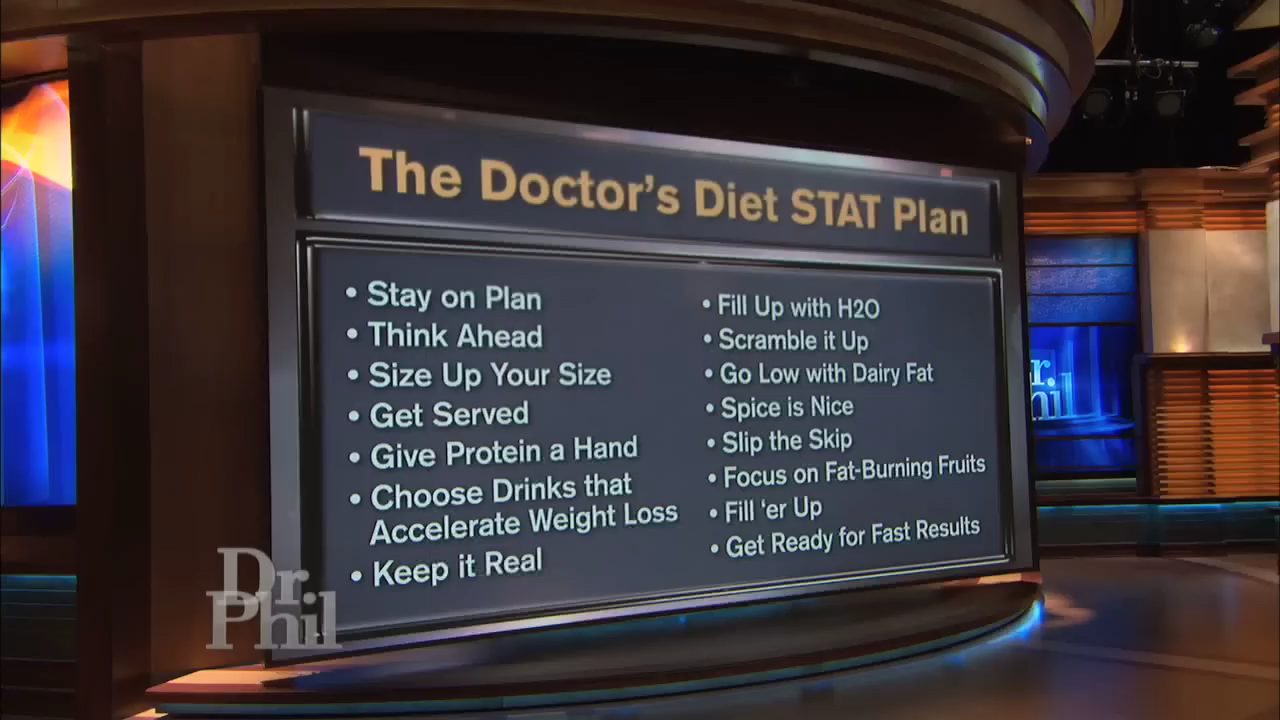 The Doctor's Diet STAT Plan
• Stay on Plan
• Think Ahead
• Size Up Your Size
• Get Served
• Give Protein a Hand
• Choose Drinks that
Accelerate Weight Loss
• Keep it Real
• Fill Up with H2O
• Scramble it Up
• Go Low with Dairy Fat
• Spice is Nice
• Slip the Skip
• Focus on Fat-Burning Fruits
• Fill 'er Up
• Get Ready for Fast Results
r.
hil
Dr.
Phil